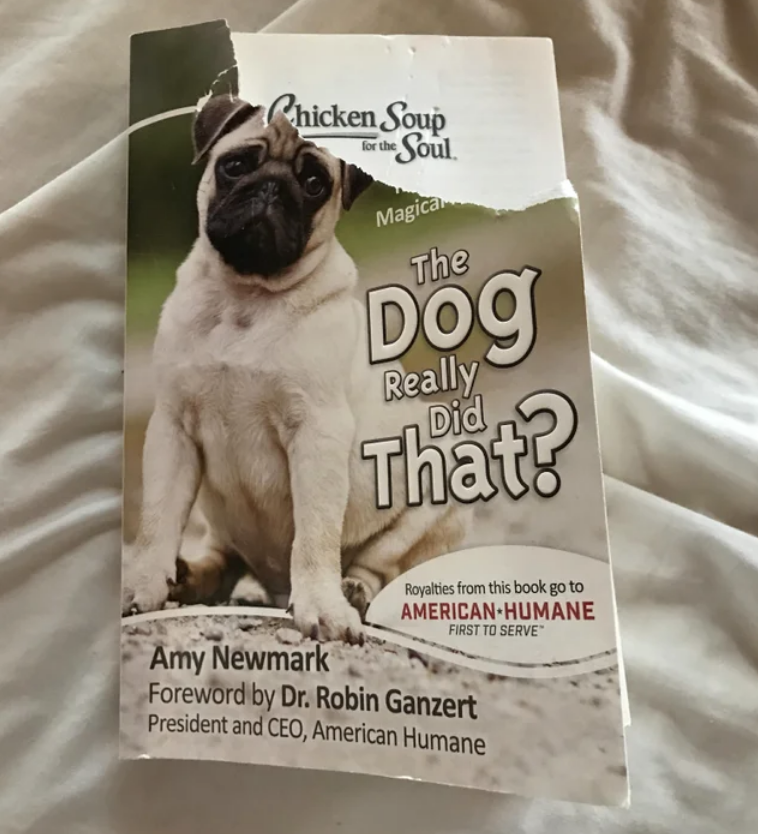 Chicken Soup
for the Soul
Magical
The
Dog
Really
Did
That?
Royalties from this book go to
AMERICAN★HUMANE
FIRST TO SERVE™
Amy Newmark
Foreword by Dr. Robin Ganzert
President and CEO, American Humane